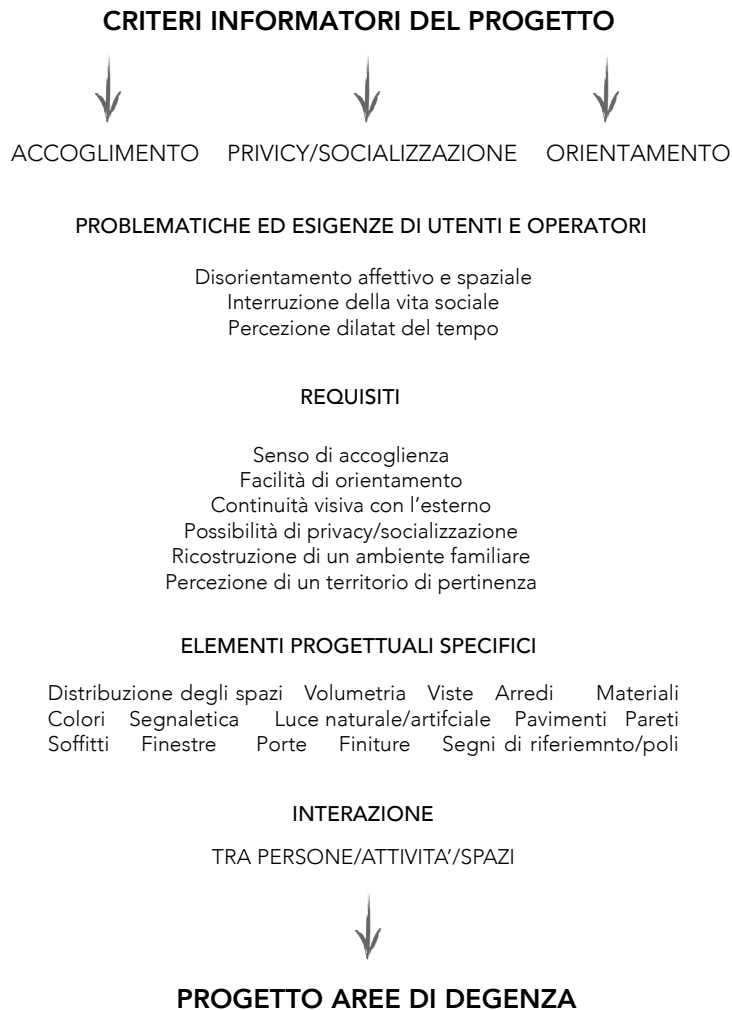 CRITERI INFORMATORI DEL PROGETTO
ACCOGLIMENTO PRIVICY/SOCIALIZZAZIONE ORIENTAMENTO
PROBLEMATICHE ED ESIGENZE DI UTENTI E OPERATORI
Disorientamento affettivo e spaziale
Interruzione della vita sociale
Percezione dilatat del tempo
REQUISITI
Senso di accoglienza
Facilità di orientamento
Continuità visiva con l'esterno
Possibilità di privacy/socializzazione
Ricostruzione di un ambiente familiare
Percezione di un territorio di pertinenza
ELEMENTI PROGETTUALI SPECIFICI
Distribuzione degli spazi Volumetria Viste Arredi Materiali
Colori Segnaletica Luce naturale/artifciale Pavimenti Pareti
Soffitti Finestre Porte Finiture Segni di riferiemnto/poli
INTERAZIONE
TRA PERSONE/ATTIVITA'/SPAZI
PROGETTO AREE DI DEGENZA